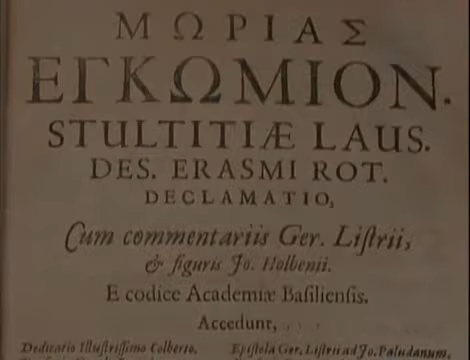 ΜΩΡΙΑΣ
ΕΓΚΩΜΙΟΝ.
STULTITIÆ LAUS.
DES. ERASMI ROT.
DECLAMATIO,
Cum commentariis Ger. Liſtrii,
& figuris Jo. Holbenii.
E codice Academiæ Baſilienſis.
Accedunt,
Dedicatio Illuſtriſſimo Colberto,
Epiſtola Ger. Liſtrii ad Jo. Paludanum.